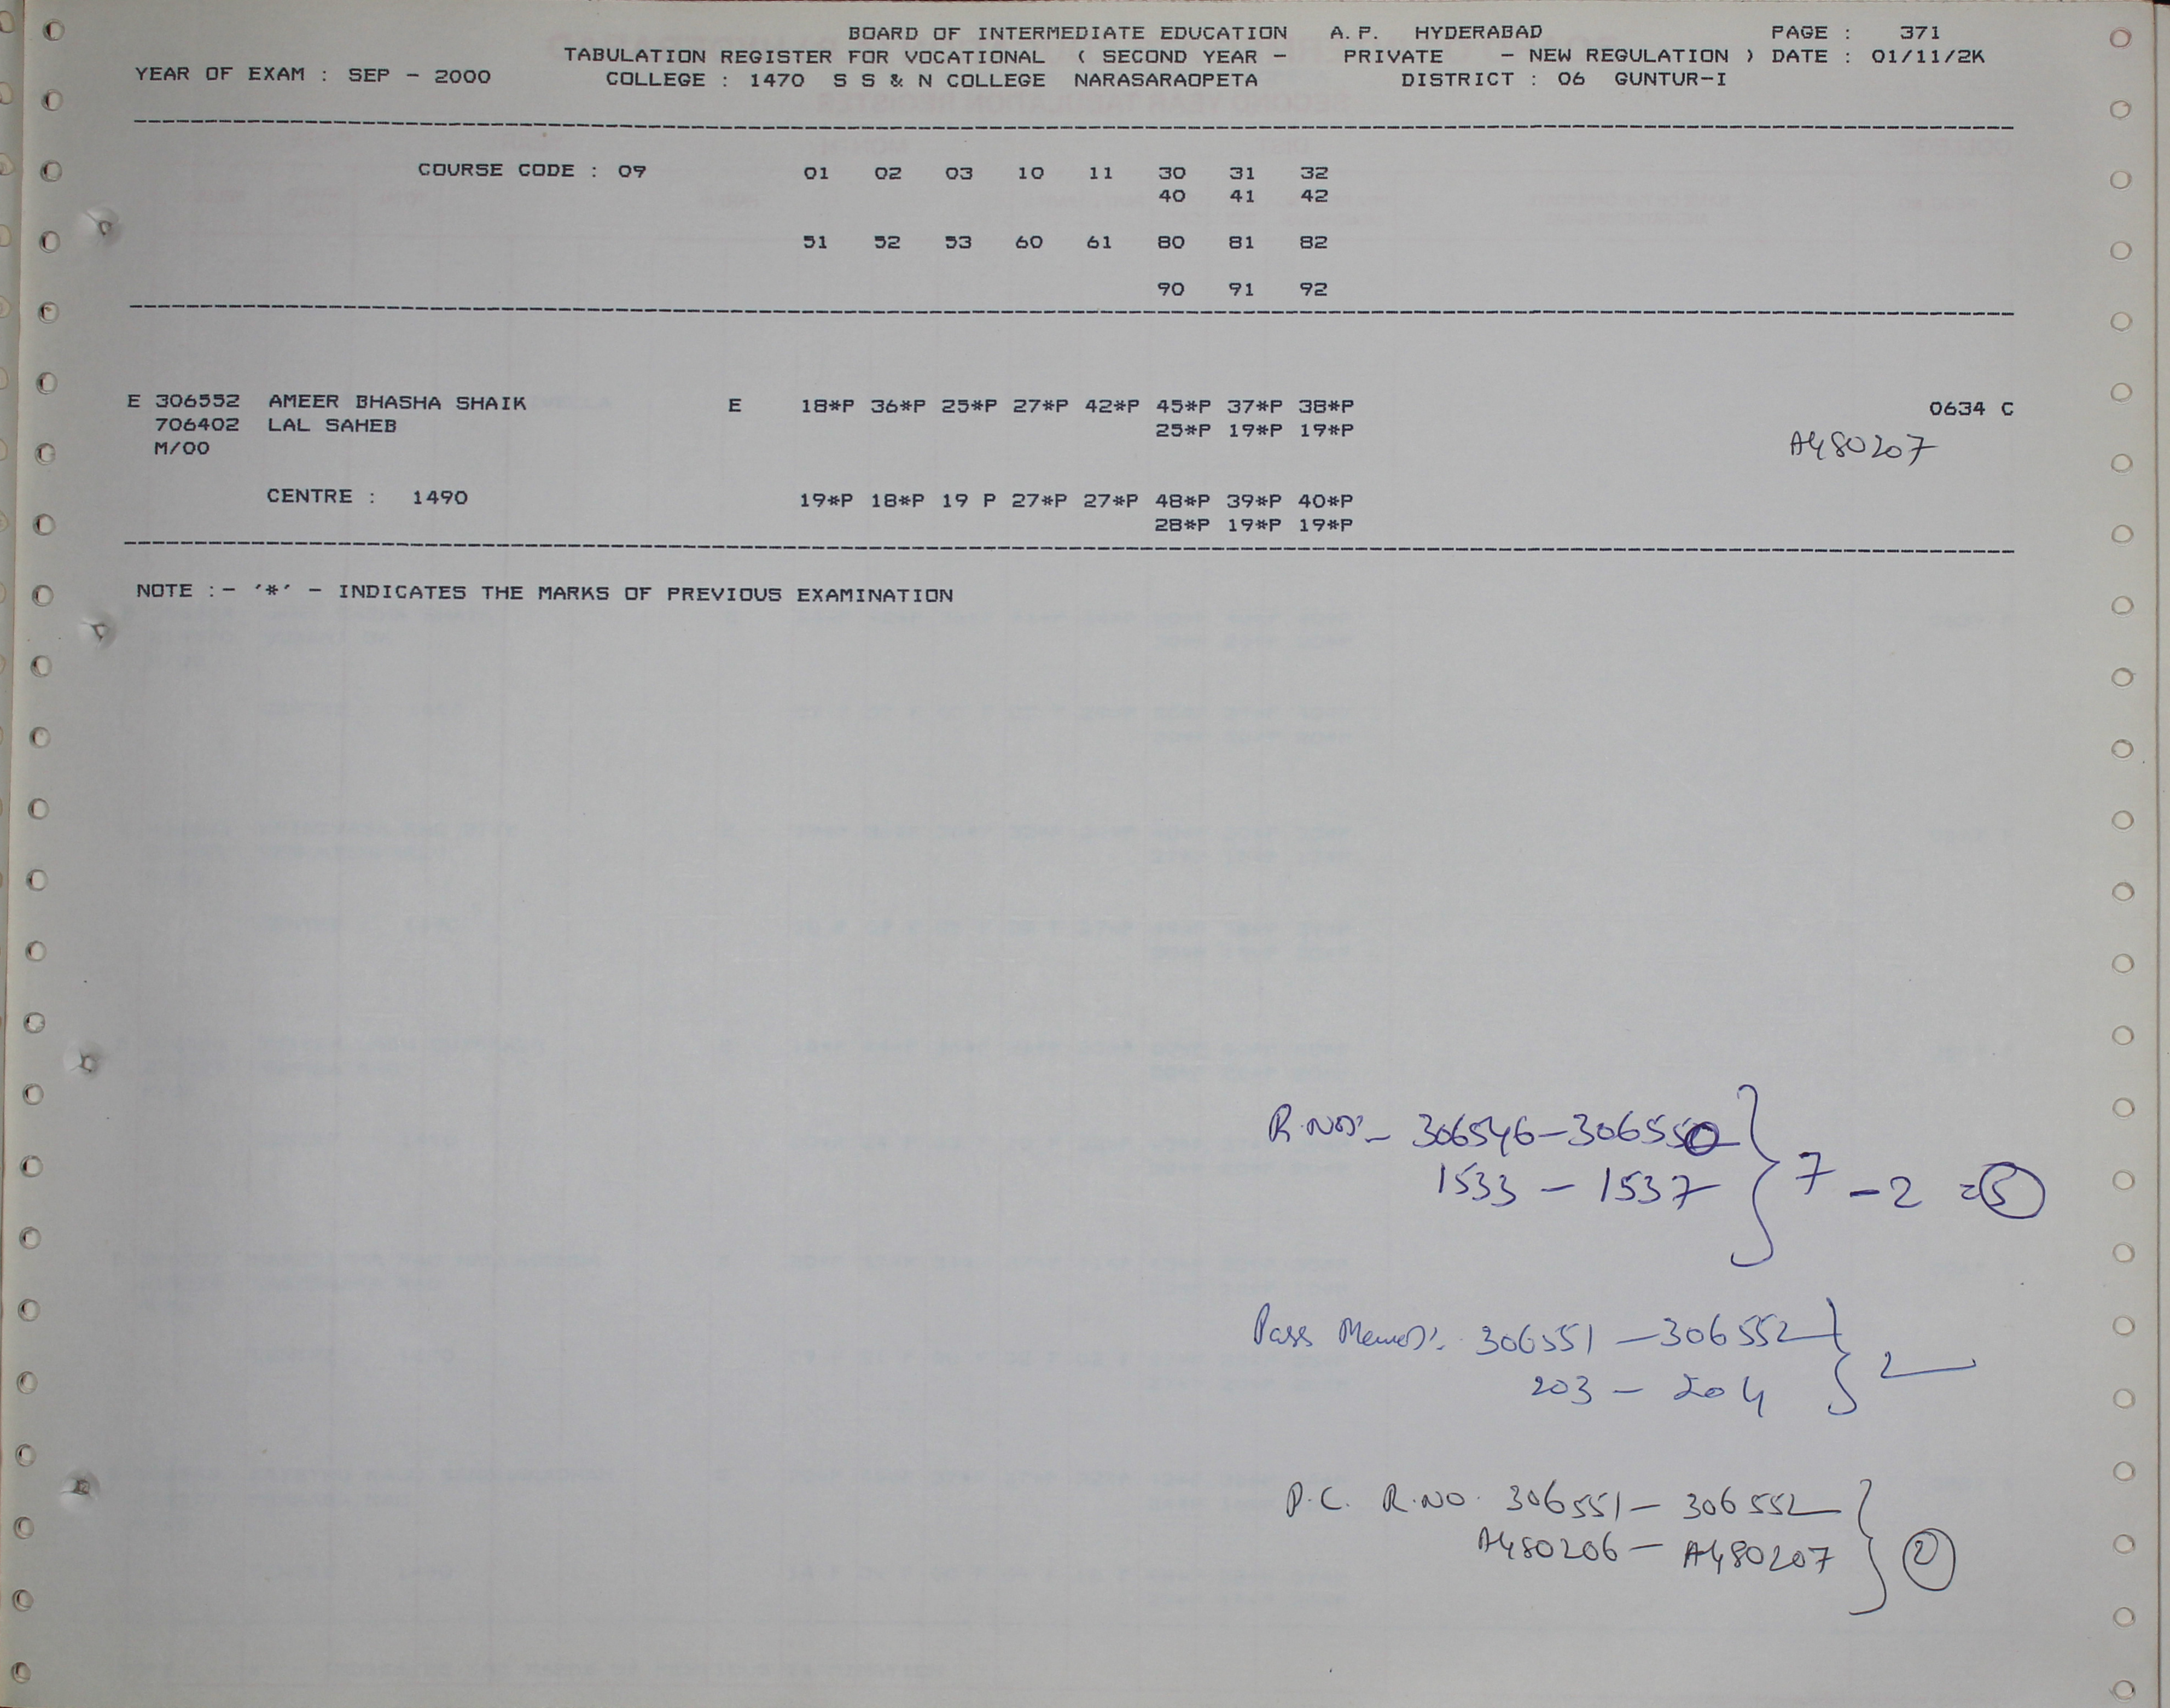 BOARD OF INTERMEDIATE EDUCATION A.P. HYDERABAD PAGE : 371
TABULATION REGISTER FOR VOCATIONAL ( SECOND YEAR - PRIVATE - NEW REGULATION ) DATE : 01/11/2K
YEAR OF EXAM : SEP - 2000 COLLEGE : 1470 S S & N COLLEGE NARASARAOPETA DISTRICT : 06 GUNTUR-I
COURSE CODE : 09 01 02 03 10 11 30 31 32
40 41 42
51 52 53 60 61 80 81 82
90 91 92
E 306552 AMEER BHASHA SHAIK E 18*P 36*P 25*P 27*P 42*P 45*P 37*P 38*P 0634 C
706402 LAL SAHEB 25*P 19*P 19*P
M/00 A480207
CENTRE : 1490 19*P 18*P 19 P 27*P 27*P 48*P 39*P 40*P
28*P 19*P 19*P
NOTE :- '*' - INDICATES THE MARKS OF PREVIOUS EXAMINATION
R.No's:- 306546-306550
1533 - 1537 } 7 - 2 = 5
Pass Memos:. 306551 - 306552
203 - 204 } 2
P.C. R.NO. 306551 - 306552
A480206 - A480207 } 2